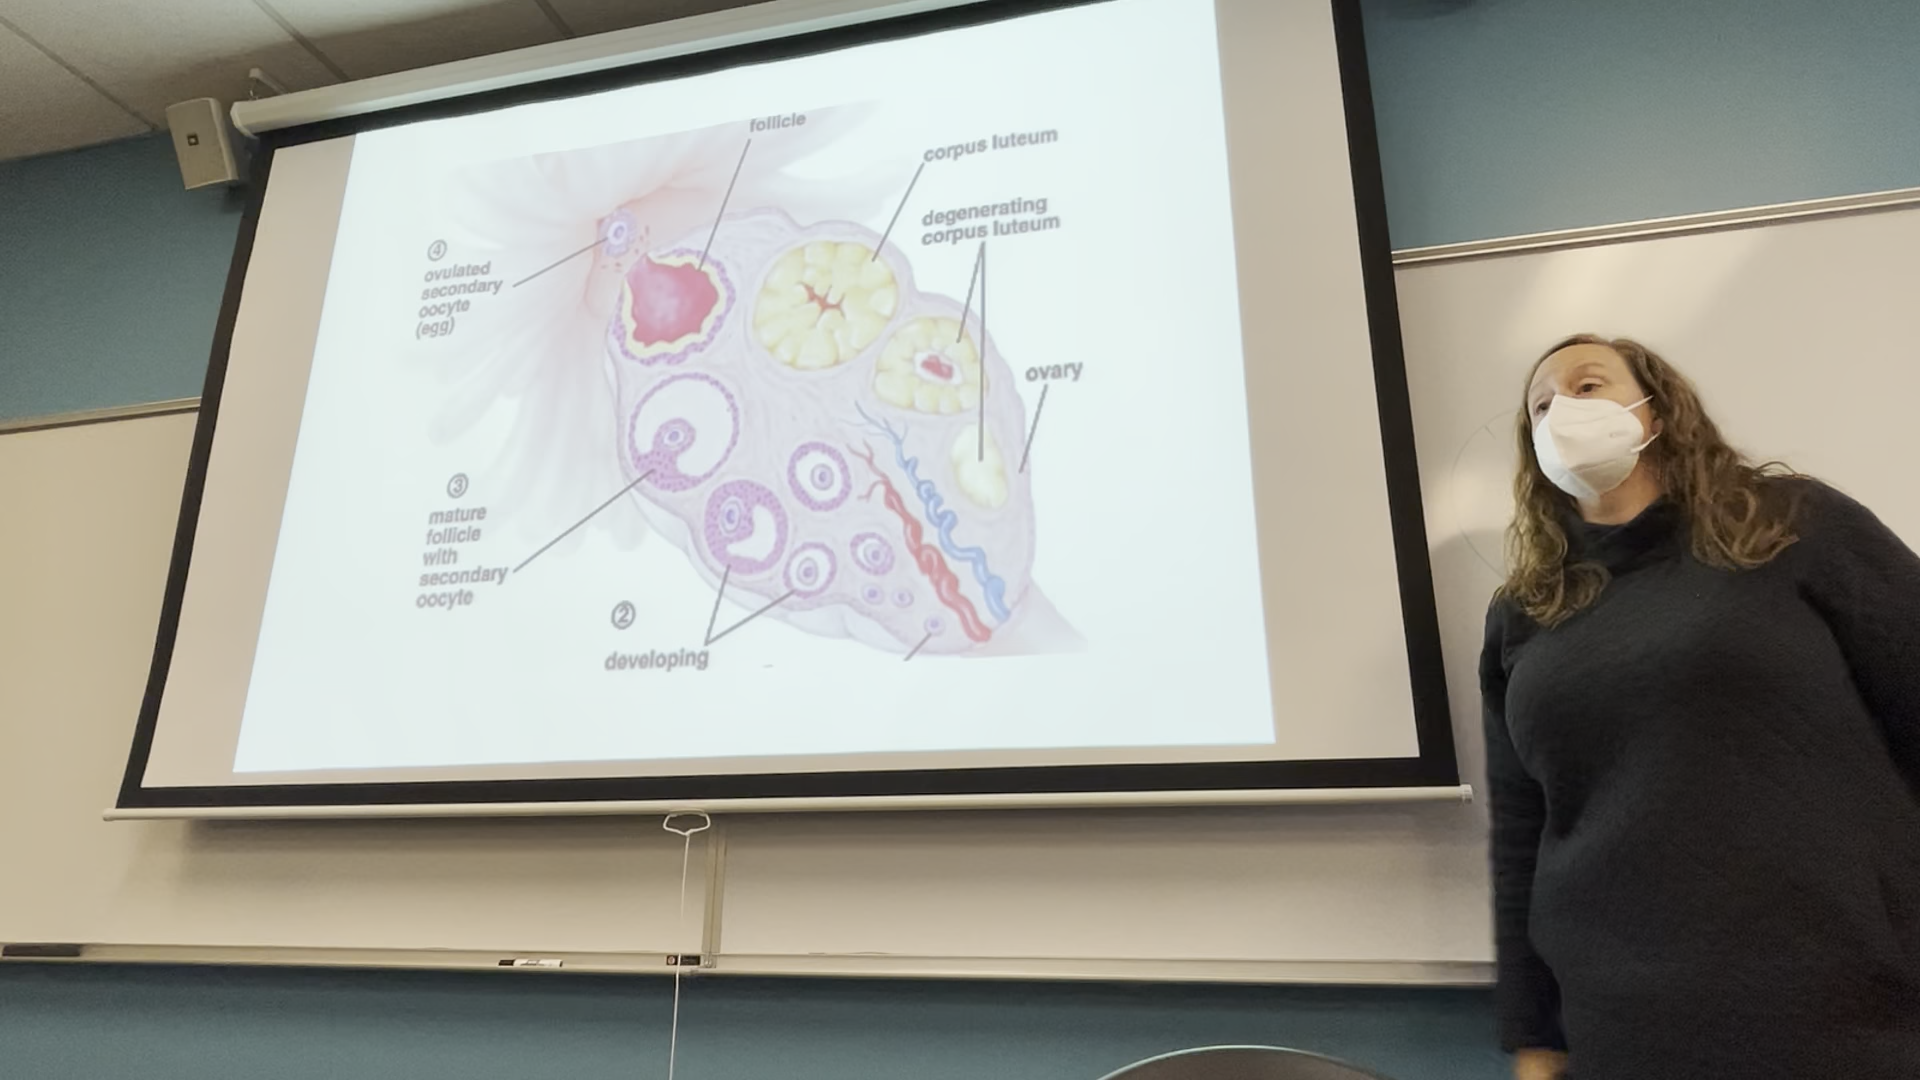 follicle
corpus luteum
degenerating
corpus luteum
④
ovulated
secondary
oocyte
(egg)
ovary
③
mature
follicle
with
secondary
oocyte
②
developing